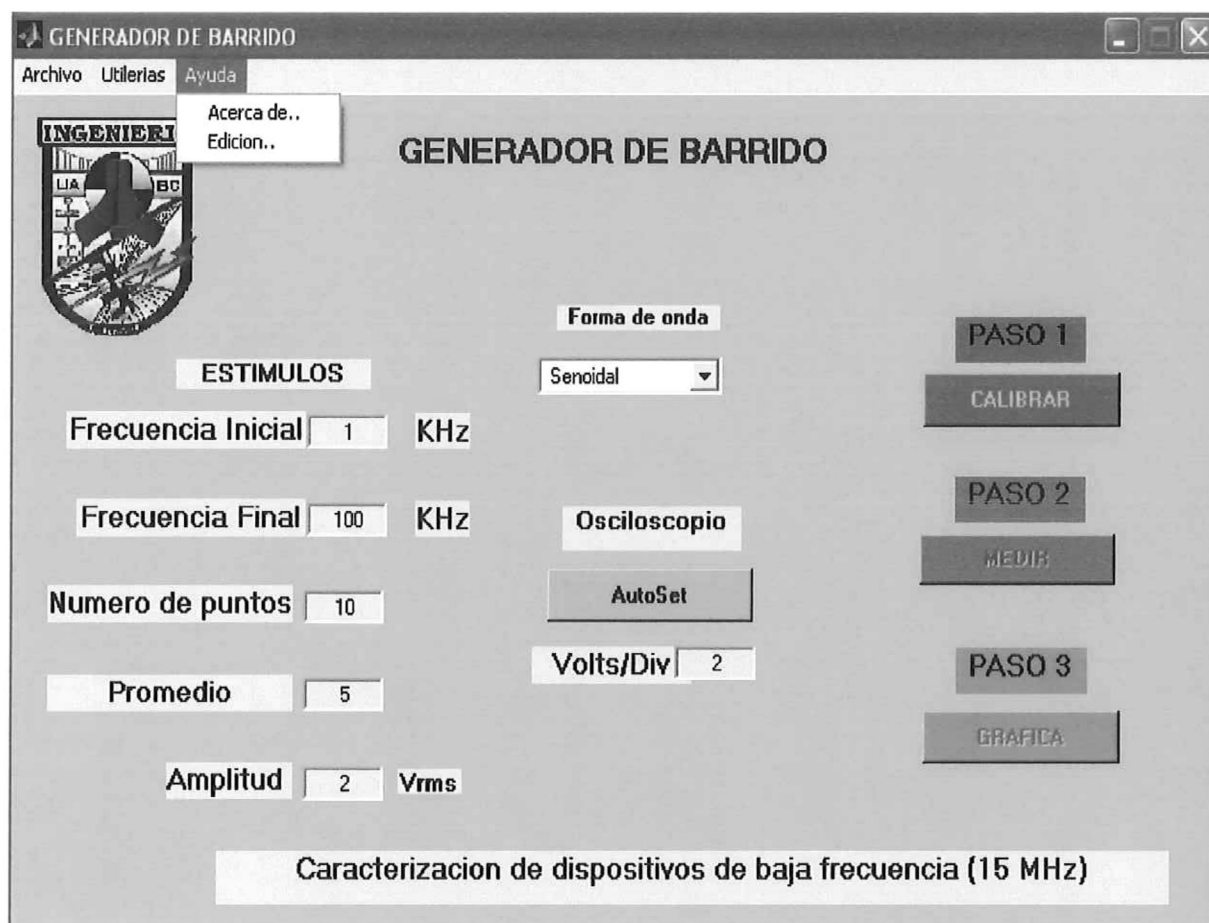 GENERADOR DE BARRIDO
Archivo Utilerias Ayuda
Acerca de..
Edicion..
INGENIERI
UA BC
GENERADOR DE BARRIDO
Forma de onda
Senoidal
ESTIMULOS
Frecuencia Inicial 1 KHz
Frecuencia Final 100 KHz
Numero de puntos 10
Promedio 5
Amplitud 2 Vrms
Osciloscopio
AutoSet
Volts/Div 2
PASO 1
CALIBRAR
PASO 2
MEDIR
PASO 3
GRAFICA
Caracterizacion de dispositivos de baja frecuencia (15 MHz)